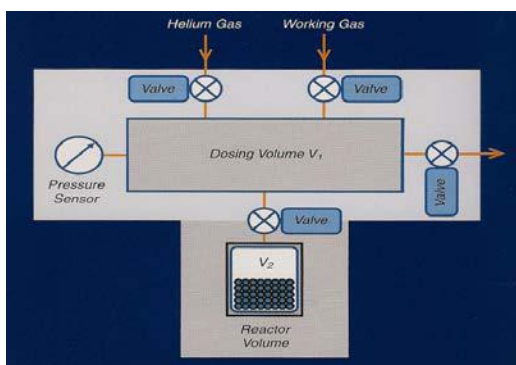 Helium Gas
Working Gas
Valve
Valve
Dosing Volume V₁
Pressure
Sensor
Valve
Valve
V₂
Reactor
Volume